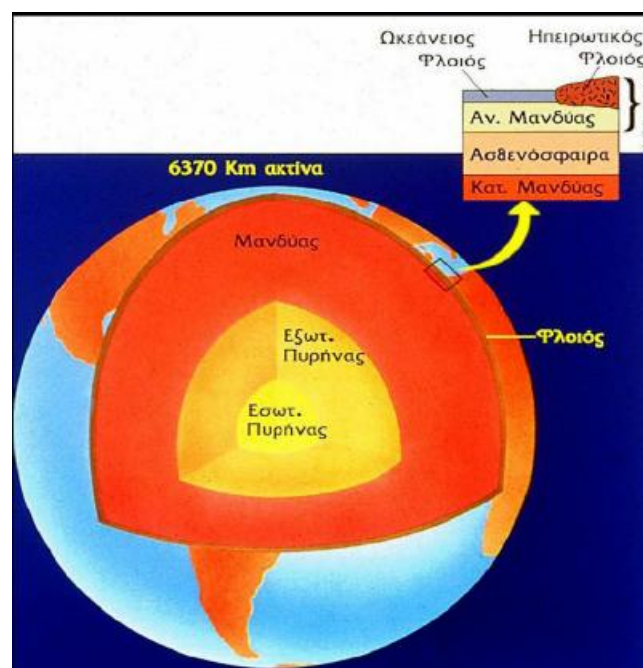 Ωκεάνειος
Φλοιός
Ηπειρωτικός
Φλοιός
Αν. Μανδύας
Ασθενόσφαιρα
Κατ. Μανδύας
6370 Km ακτίνα
Μανδύας
Εξωτ.
Πυρήνας
Φλοιός
Εσωτ.
Πυρήνας